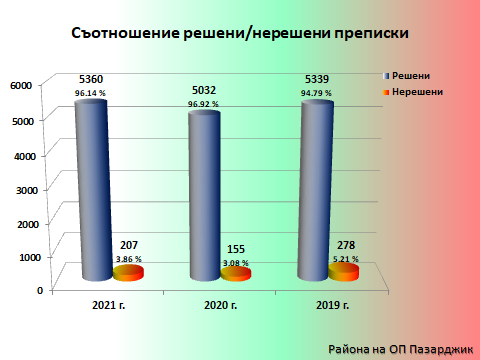 Съотношение решени/нерешени преписки
Решени
Нерешени
6000
5000
4000
3000
2000
1000
0
5360
96.14 %
5032
96.92 %
5339
94.79 %
207
3.86 %
155
3.08 %
278
5.21 %
2021 г.
2020 г.
2019 г.
Района на ОП Пазарджик